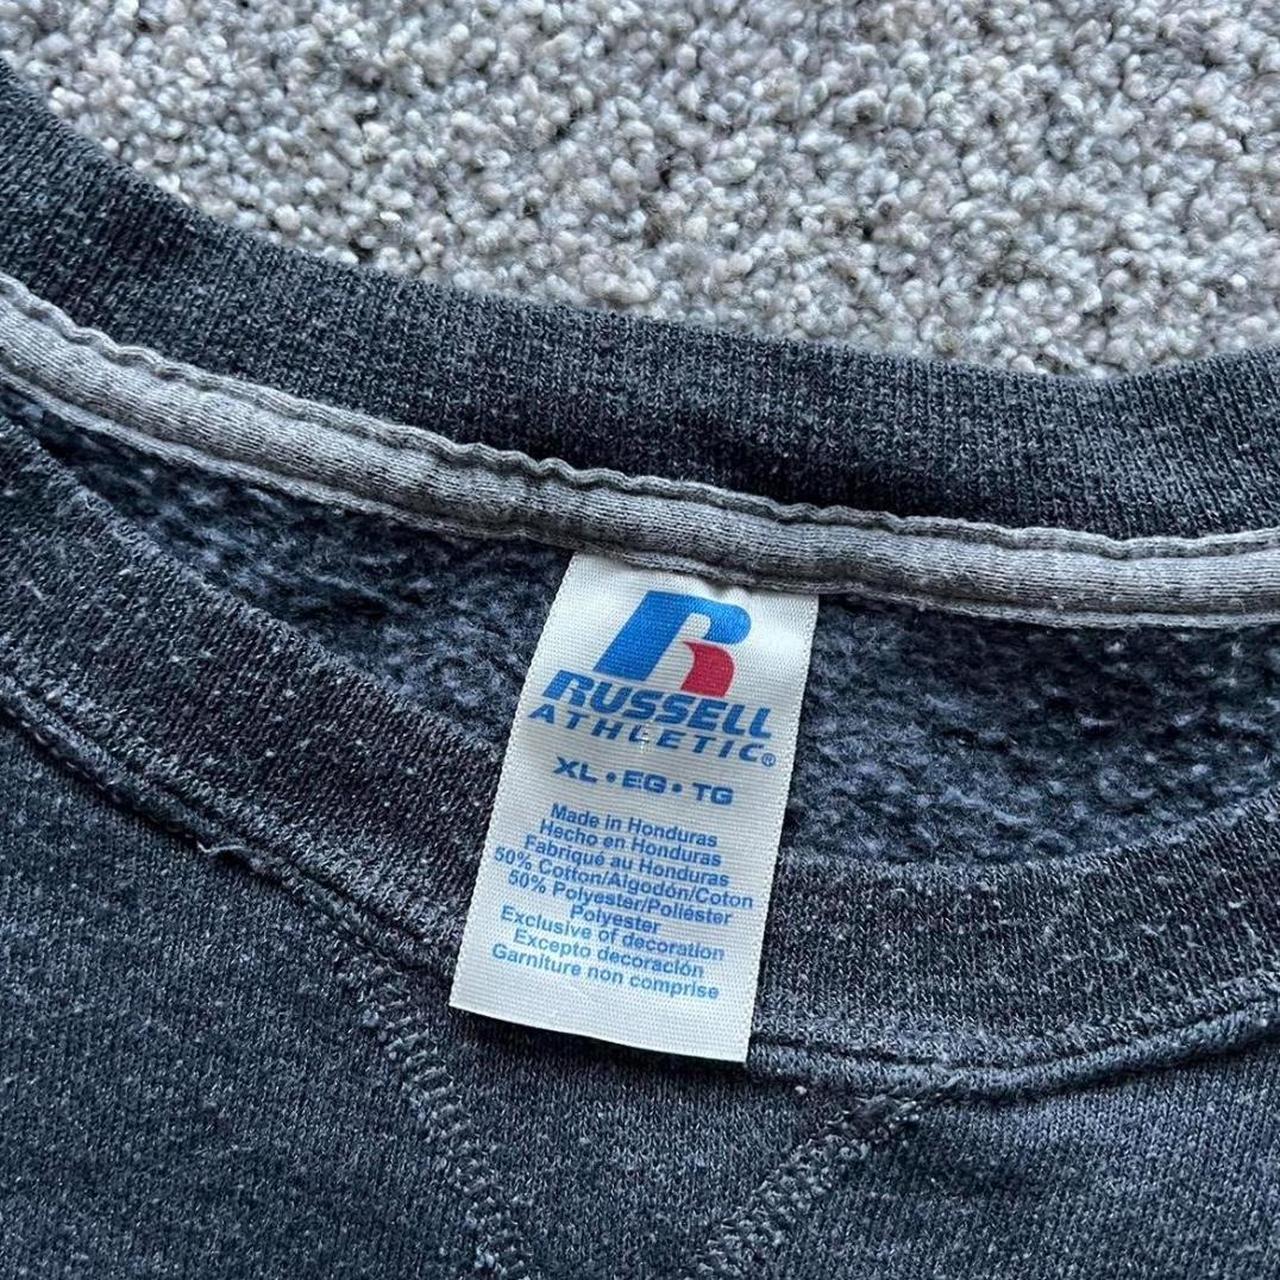 R
RUSSELL
ATHLETIC®
XL • EG • TG
Made in Honduras
Hecho en Honduras
Fabriqué au Honduras
50% Cotton/Algodón/Coton
50% Polyester/Poliéster
Polyester
Exclusive of decoration
Excepto decoración
Garniture non comprise